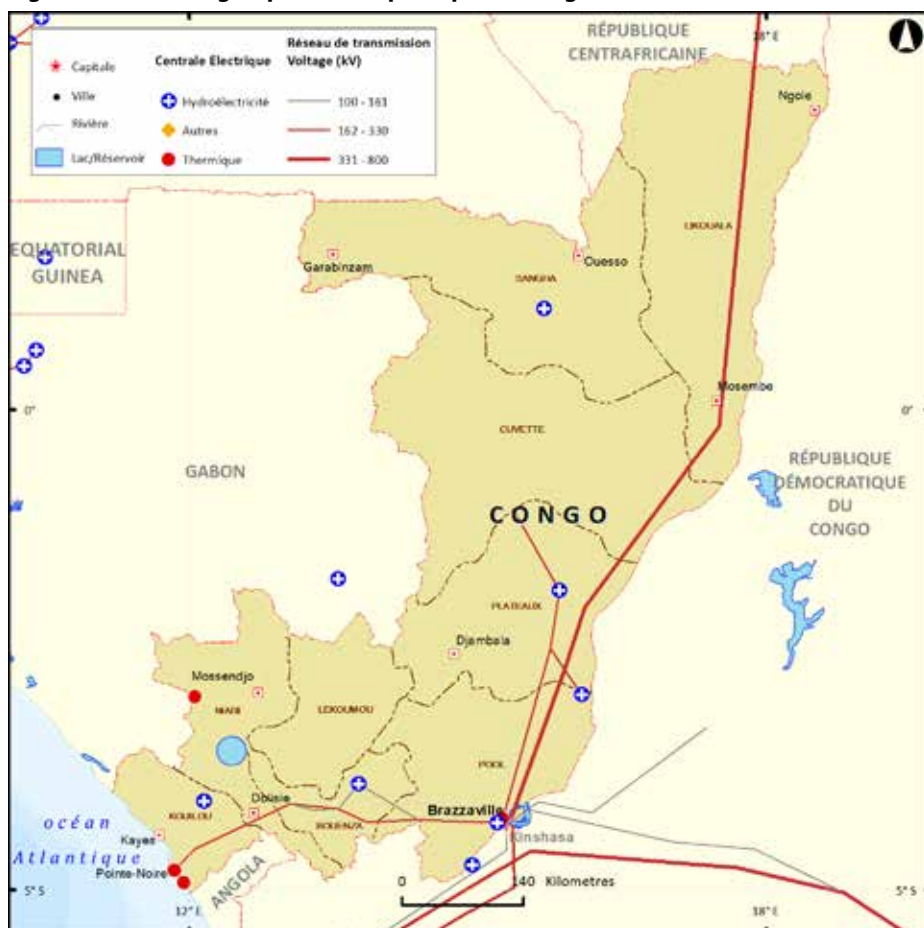 Réseau de transmission
Voltage (kV)
Capitale
Ville
Rivière
Lac/Réservoir
Centrale Electrique
Hydroélectricité
Autres
Thermique
100 - 161
162 - 330
331 - 800
RÉPUBLIQUE
CENTRAFRICAINE
18° E
Ngole
EQUATORIAL
GUINEA
LIKOUALA
Garabinzam
Ouesso
SANGHA
0°
Mosembe
0°
CUVETTE
GABON
RÉPUBLIQUE
DÉMOCRATIQUE
DU
CONGO
CONGO
PLATEAUX
Djambala
Mossendjo
NIARI
LEKOUMOU
POOL
KOUILOU
Dolisie
BOUENZA
Brazzaville
Kinshasa
océan
Atlantique
Kayes
Pointe-Noire
ANGOLA
0 140 Kilometres
5° S
5° S
12° E
18° E